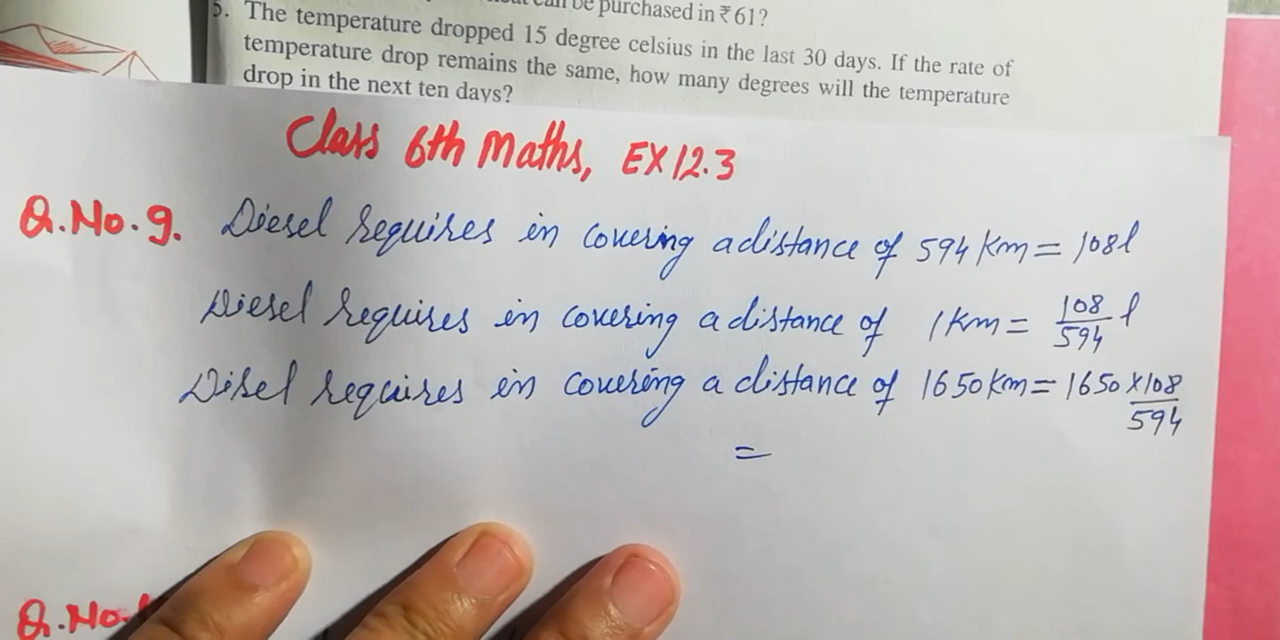 be purchased in ₹ 61?
5. The temperature dropped 15 degree celsius in the last 30 days. If the rate of
temperature drop remains the same, how many degrees will the temperature
drop in the next ten days?
Class 6th Maths, EX 12.3
Q.No.9. Diesel requires in covering a distance of 594 Km = 108l
Diesel requires in covering a distance of 1 Km = 108/594 l
Disel requires in covering a distance of 1650 Km = 1650 × 108/594
=
Q.No.